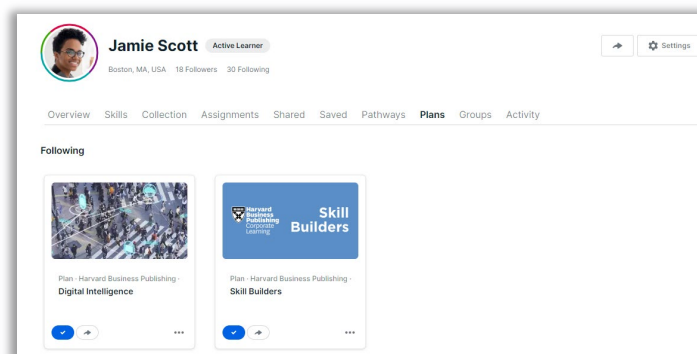 Jamie Scott Active Learner
Settings
Boston, MA, USA 18 Followers 30 Following
Overview Skills Collection Assignments Shared Saved Pathways Plans Groups Activity
Following
Harvard
Business
Publishing
Corporate
Learning
Skill
Builders
Plan · Harvard Business Publishing ·
Digital Intelligence
Plan · Harvard Business Publishing ·
Skill Builders